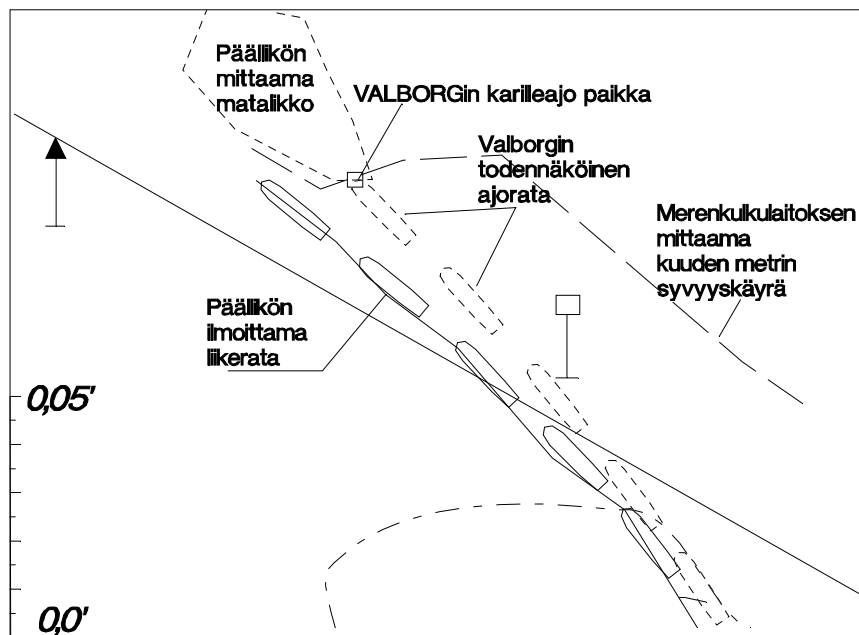 Päällikön
mittaama
matalikko
VALBORGin karilleajo paikka
Valborgin
todennäköinen
ajorata
Merenkulkulaitoksen
mittaama
kuuden metrin
syvyyskäyrä
Päällikön
ilmoittama
liikerata
0,05'
0,0'